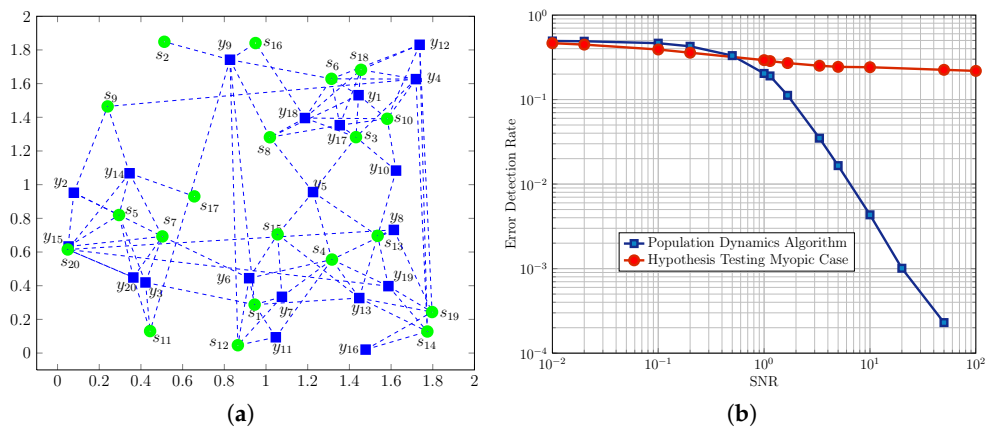 2
1.8
1.6
1.4
1.2
1
0.8
0.6
0.4
0.2
0
0 0.2 0.4 0.6 0.8 1 1.2 1.4 1.6 1.8 2
s2
y9
s16
y12
s18
s6
y4
y1
s9
y18
s10
s8
y17
s3
y14
y10
y2
y5
s17
s5
s7
s15
y8
y15
s13
s20
s4
y6
y19
y20
y3
s1
y7
y13
s19
s11
s12
y11
y16
s14
(a)
Error Detection Rate
10^0
10^−1
10^−2
10^−3
10^−4
Population Dynamics Algorithm
Hypothesis Testing Myopic Case
10^−2 10^−1 10^0 10^1 10^2
SNR
(b)